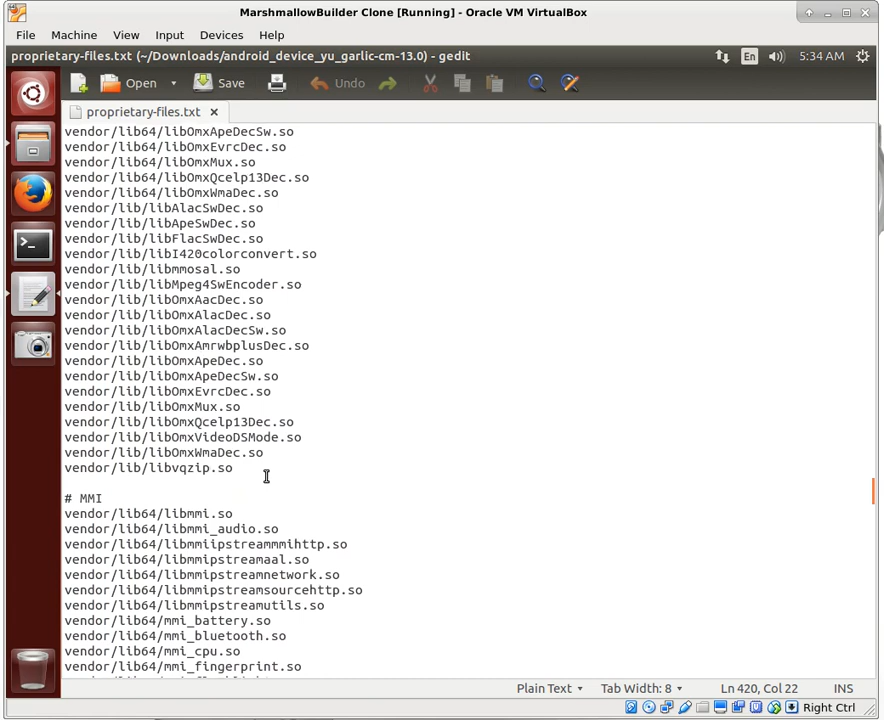 MarshmallowBuilder Clone [Running] - Oracle VM VirtualBox
File Machine View Input Devices Help
proprietary-files.txt (~/Downloads/android_device_yu_garlic-cm-13.0) - gedit En 5:34 AM
Open Save Undo
proprietary-files.txt
vendor/lib64/libOmxApeDecSw.so
vendor/lib64/libOmxEvrcDec.so
vendor/lib64/libOmxMux.so
vendor/lib64/libOmxQcelp13Dec.so
vendor/lib64/libOmxWmaDec.so
vendor/lib/libAlacSwDec.so
vendor/lib/libApeSwDec.so
vendor/lib/libFlacSwDec.so
vendor/lib/libI420colorconvert.so
vendor/lib/libmmosal.so
vendor/lib/libMpeg4SwEncoder.so
vendor/lib/libOmxAacDec.so
vendor/lib/libOmxAlacDec.so
vendor/lib/libOmxAlacDecSw.so
vendor/lib/libOmxAmrwbplusDec.so
vendor/lib/libOmxApeDec.so
vendor/lib/libOmxApeDecSw.so
vendor/lib/libOmxEvrcDec.so
vendor/lib/libOmxMux.so
vendor/lib/libOmxQcelp13Dec.so
vendor/lib/libOmxVideoDSMode.so
vendor/lib/libOmxWmaDec.so
vendor/lib/libvqzip.so
# MMI
vendor/lib64/libmmi.so
vendor/lib64/libmmi_audio.so
vendor/lib64/libmmiipstreammmihttp.so
vendor/lib64/libmmipstreamaal.so
vendor/lib64/libmmipstreamnetwork.so
vendor/lib64/libmmipstreamsourcehttp.so
vendor/lib64/libmmipstreamutils.so
vendor/lib64/mmi_battery.so
vendor/lib64/mmi_bluetooth.so
vendor/lib64/mmi_cpu.so
vendor/lib64/mmi_fingerprint.so
Plain Text Tab Width: 8 Ln 420, Col 22 INS
Right Ctrl